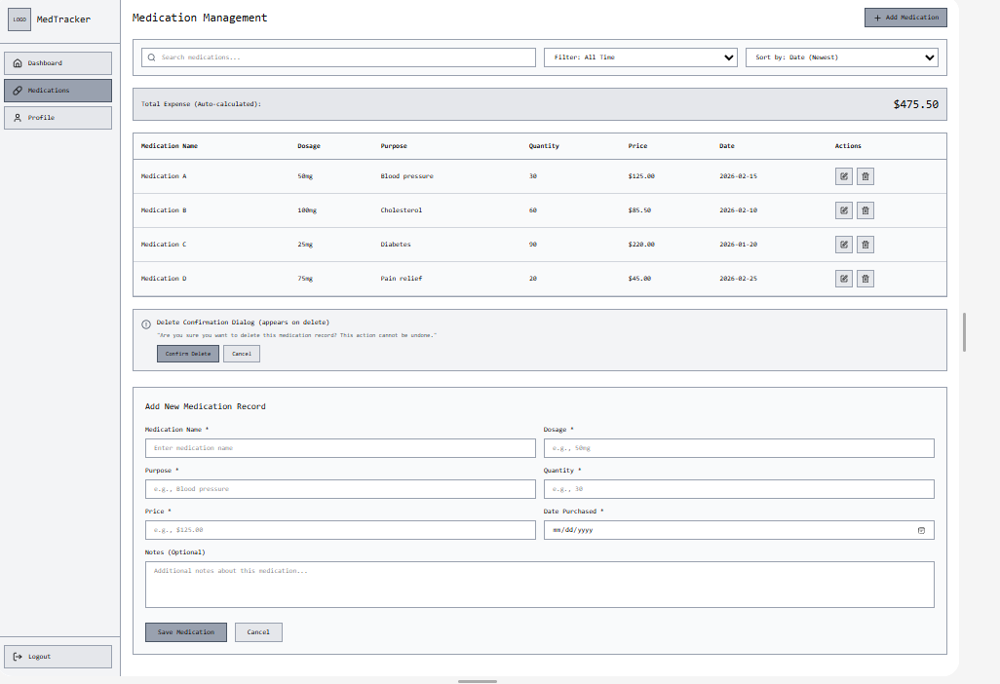 LOGO MedTracker
Dashboard
Medications
Profile
Logout
Medication Management
+ Add Medication
Search medications...
Filter: All Time
Sort by: Date (Newest)
Total Expense (Auto-calculated): $475.50
Medication Name Dosage Purpose Quantity Price Date Actions
Medication A 50mg Blood pressure 30 $125.00 2026-02-15
Medication B 100mg Cholesterol 60 $85.50 2026-02-10
Medication C 25mg Diabetes 90 $220.00 2026-01-20
Medication D 75mg Pain relief 20 $45.00 2026-02-25
Delete Confirmation Dialog (appears on delete)
"Are you sure you want to delete this medication record? This action cannot be undone."
Confirm Delete Cancel
Add New Medication Record
Medication Name * Dosage *
Enter medication name e.g., 50mg
Purpose * Quantity *
e.g., Blood pressure e.g., 30
Price * Date Purchased *
e.g., $125.00 mm/dd/yyyy
Notes (Optional)
Additional notes about this medication...
Save Medication Cancel